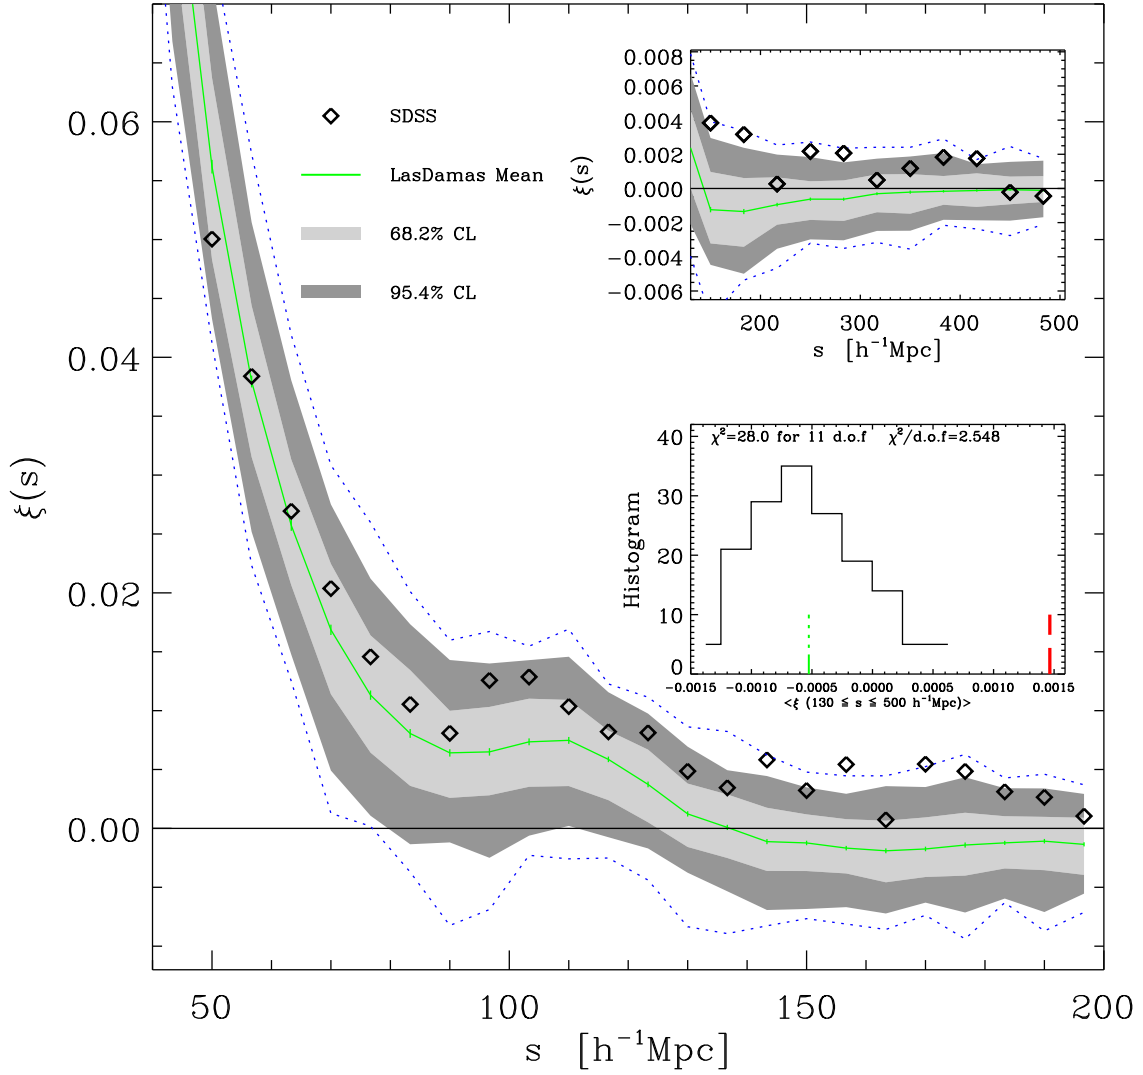 0.06
0.04
0.02
0.00
ξ(s)
50
100
150
200
s [h⁻¹Mpc]
SDSS
LasDamas Mean
68.2% CL
95.4% CL
0.008
0.006
0.004
0.002
0.000
−0.002
−0.004
−0.006
ξ(s)
200
300
400
500
s [h⁻¹Mpc]
χ²=28.0 for 11 d.o.f χ²/d.o.f=2.548
40
30
20
10
0
Histogram
−0.0015
−0.0010
−0.0005
0.0000
0.0005
0.0010
0.0015
<ξ (130 ≦ s ≦ 500 h⁻¹Mpc)>